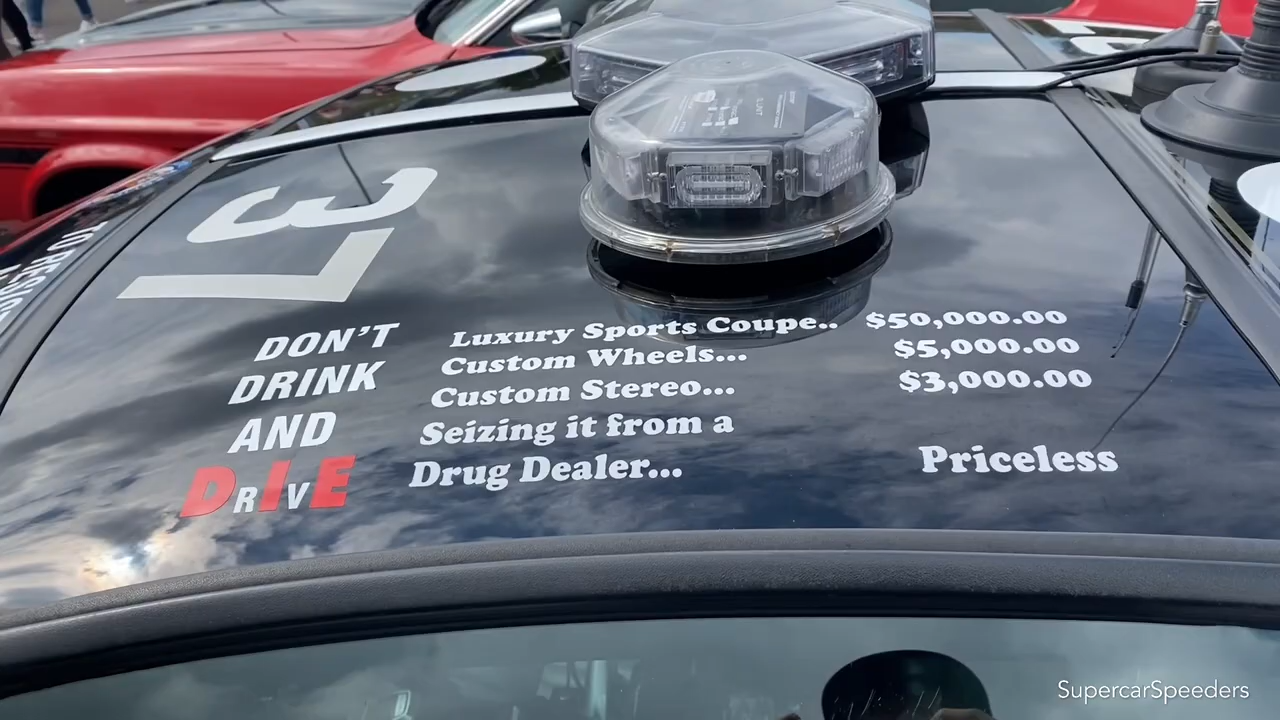 L3
DON'T
DRINK
AND
DRIVE
Luxury Sports Coupe.. $50,000.00
Custom Wheels... $5,000.00
Custom Stereo... $3,000.00
Seizing it from a
Drug Dealer... Priceless
SupercarSpeeders